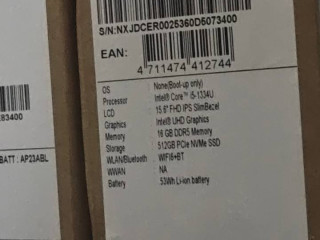 S/N:NXJDCER0025360D5073400
EAN:
4 711474 412744
OS : None(Boot-up only)
Processor : Intel® Core™ i5-1334U
LCD : 15.6" FHD IPS SlimBezel
Graphics : Intel® UHD Graphics
Memory : 16 GB DDR5 Memory
Storage : 512GB PCIe NVMe SSD
WLAN/Bluetooth : WIFI6+BT
WWAN : NA
Battery : 53Wh Li-ion battery
83400
BATT : AP23ABL